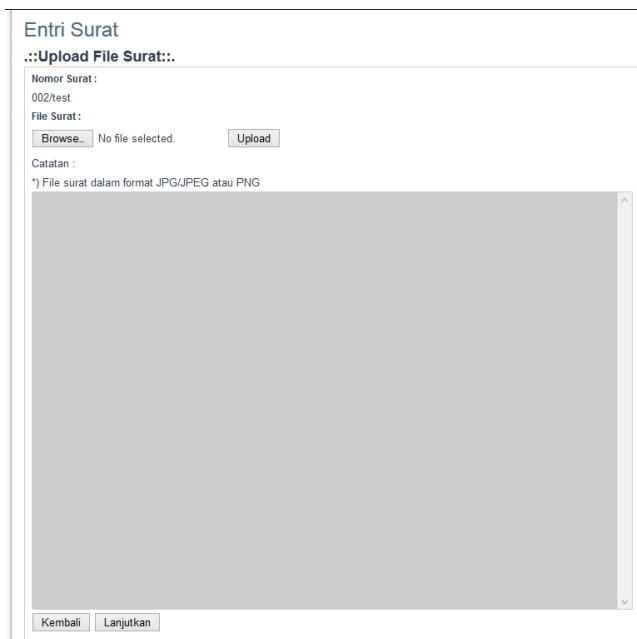 Entri Surat
.::Upload File Surat::.
Nomor Surat :
002/test
File Surat :
Browse.. No file selected. Upload
Catatan :
*) File surat dalam format JPG/JPEG atau PNG
Kembali Lanjutkan